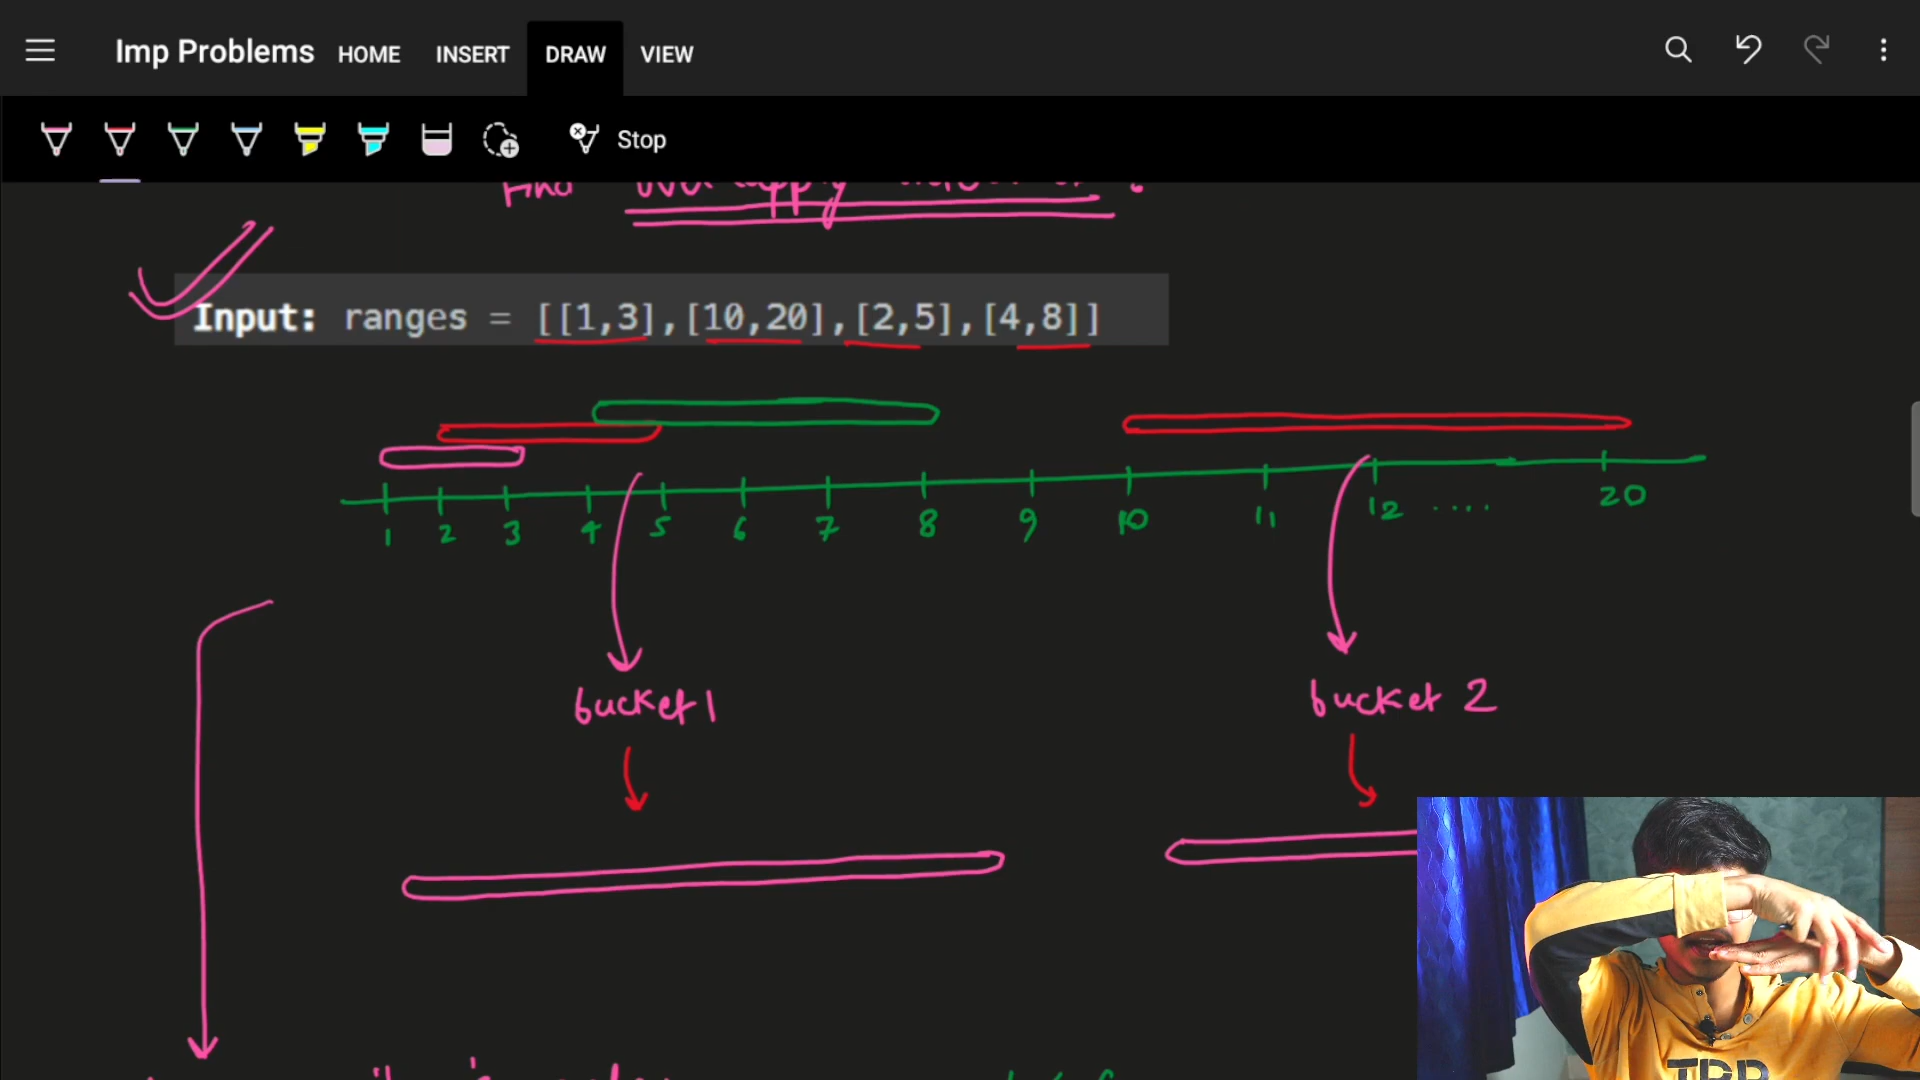 Imp Problems HOME INSERT DRAW VIEW
Stop
Find
Input: ranges = [[1,3],[10,20],[2,5],[4,8]]
1 2 3 4 5 6 7 8 9 10 11 12 .... 20
bucket 1 bucket 2